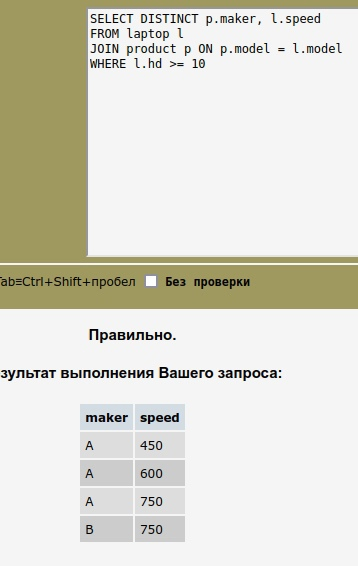 SELECT DISTINCT p.maker, l.speed
FROM laptop l
JOIN product p ON p.model = l.model
WHERE l.hd >= 10
Tab≡Ctrl+Shift+пробел Без проверки
Правильно.
зультат выполнения Вашего запроса:
maker speed
A 450
A 600
A 750
B 750